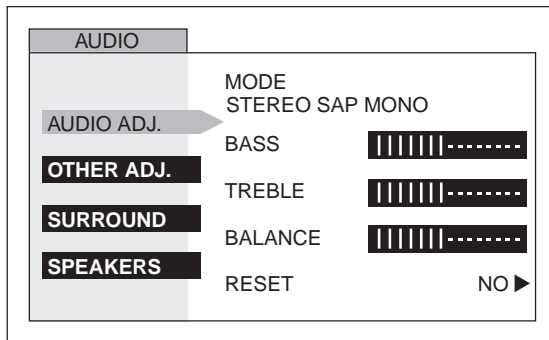 AUDIO
AUDIO ADJ.
OTHER ADJ.
SURROUND
SPEAKERS
MODE
STEREO SAP MONO
BASS
TREBLE
BALANCE
RESET NO